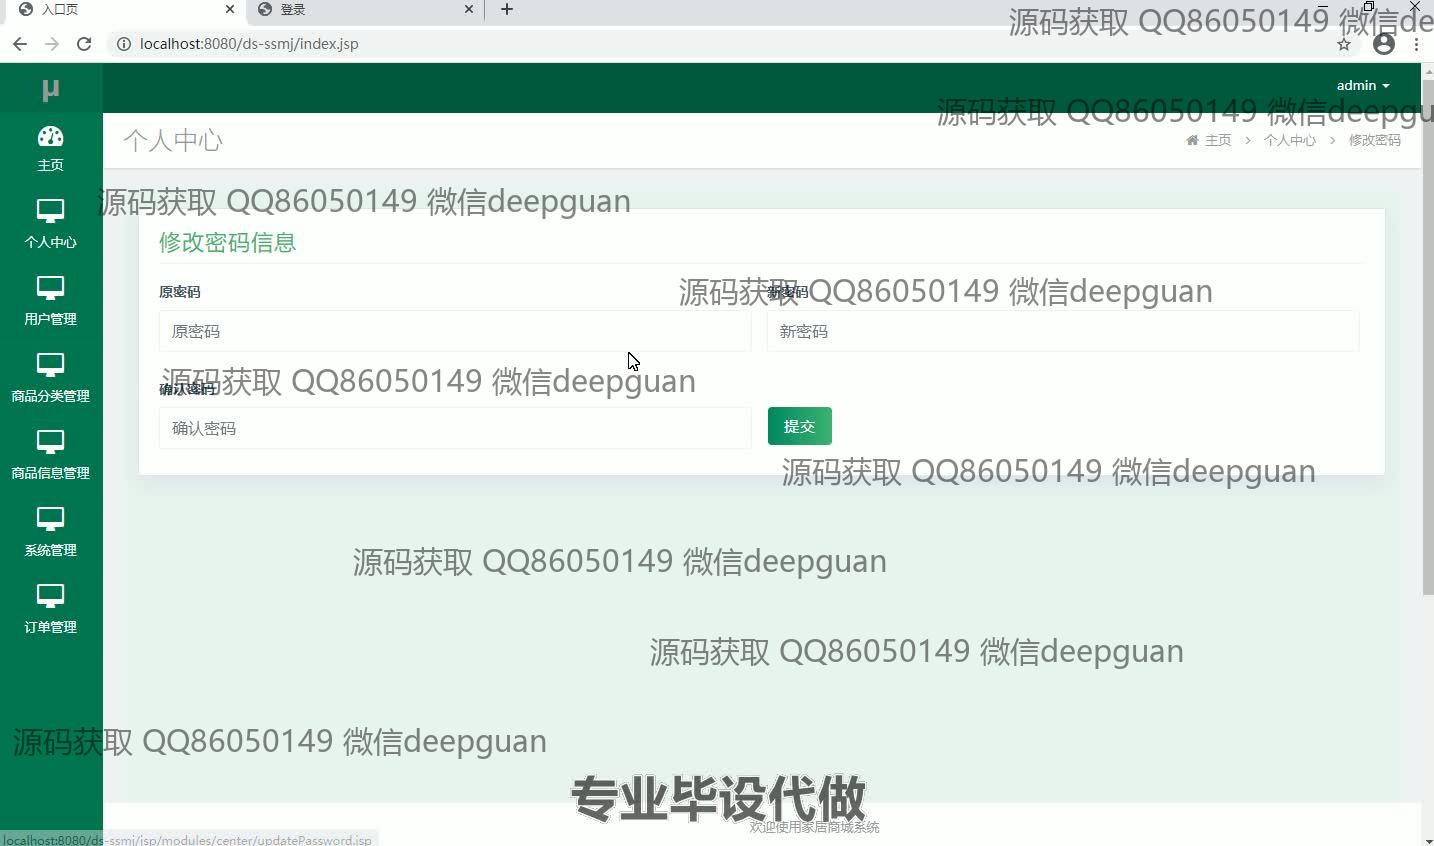 入口页
登录
localhost:8080/ds-ssmj/index.jsp
源码获取 QQ86050149 微信de
μ
admin
源码获取 QQ86050149 微信deepgu
个人中心
主页 > 个人中心 > 修改密码
主页
源码获取 QQ86050149 微信deepguan
个人中心
修改密码信息
原密码
新密码
源码获取 QQ86050149 微信deepguan
用户管理
原密码
新密码
源码获取 QQ86050149 微信deepguan
确认密码
商品分类管理
确认密码
提交
商品信息管理
源码获取 QQ86050149 微信deepguan
系统管理
源码获取 QQ86050149 微信deepguan
订单管理
源码获取 QQ86050149 微信deepguan
源码获取 QQ86050149 微信deepguan
专业毕设代做
欢迎使用家居商城系统
localhost:8080/ds-ssmj/jsp/modules/center/updatePassword.jsp